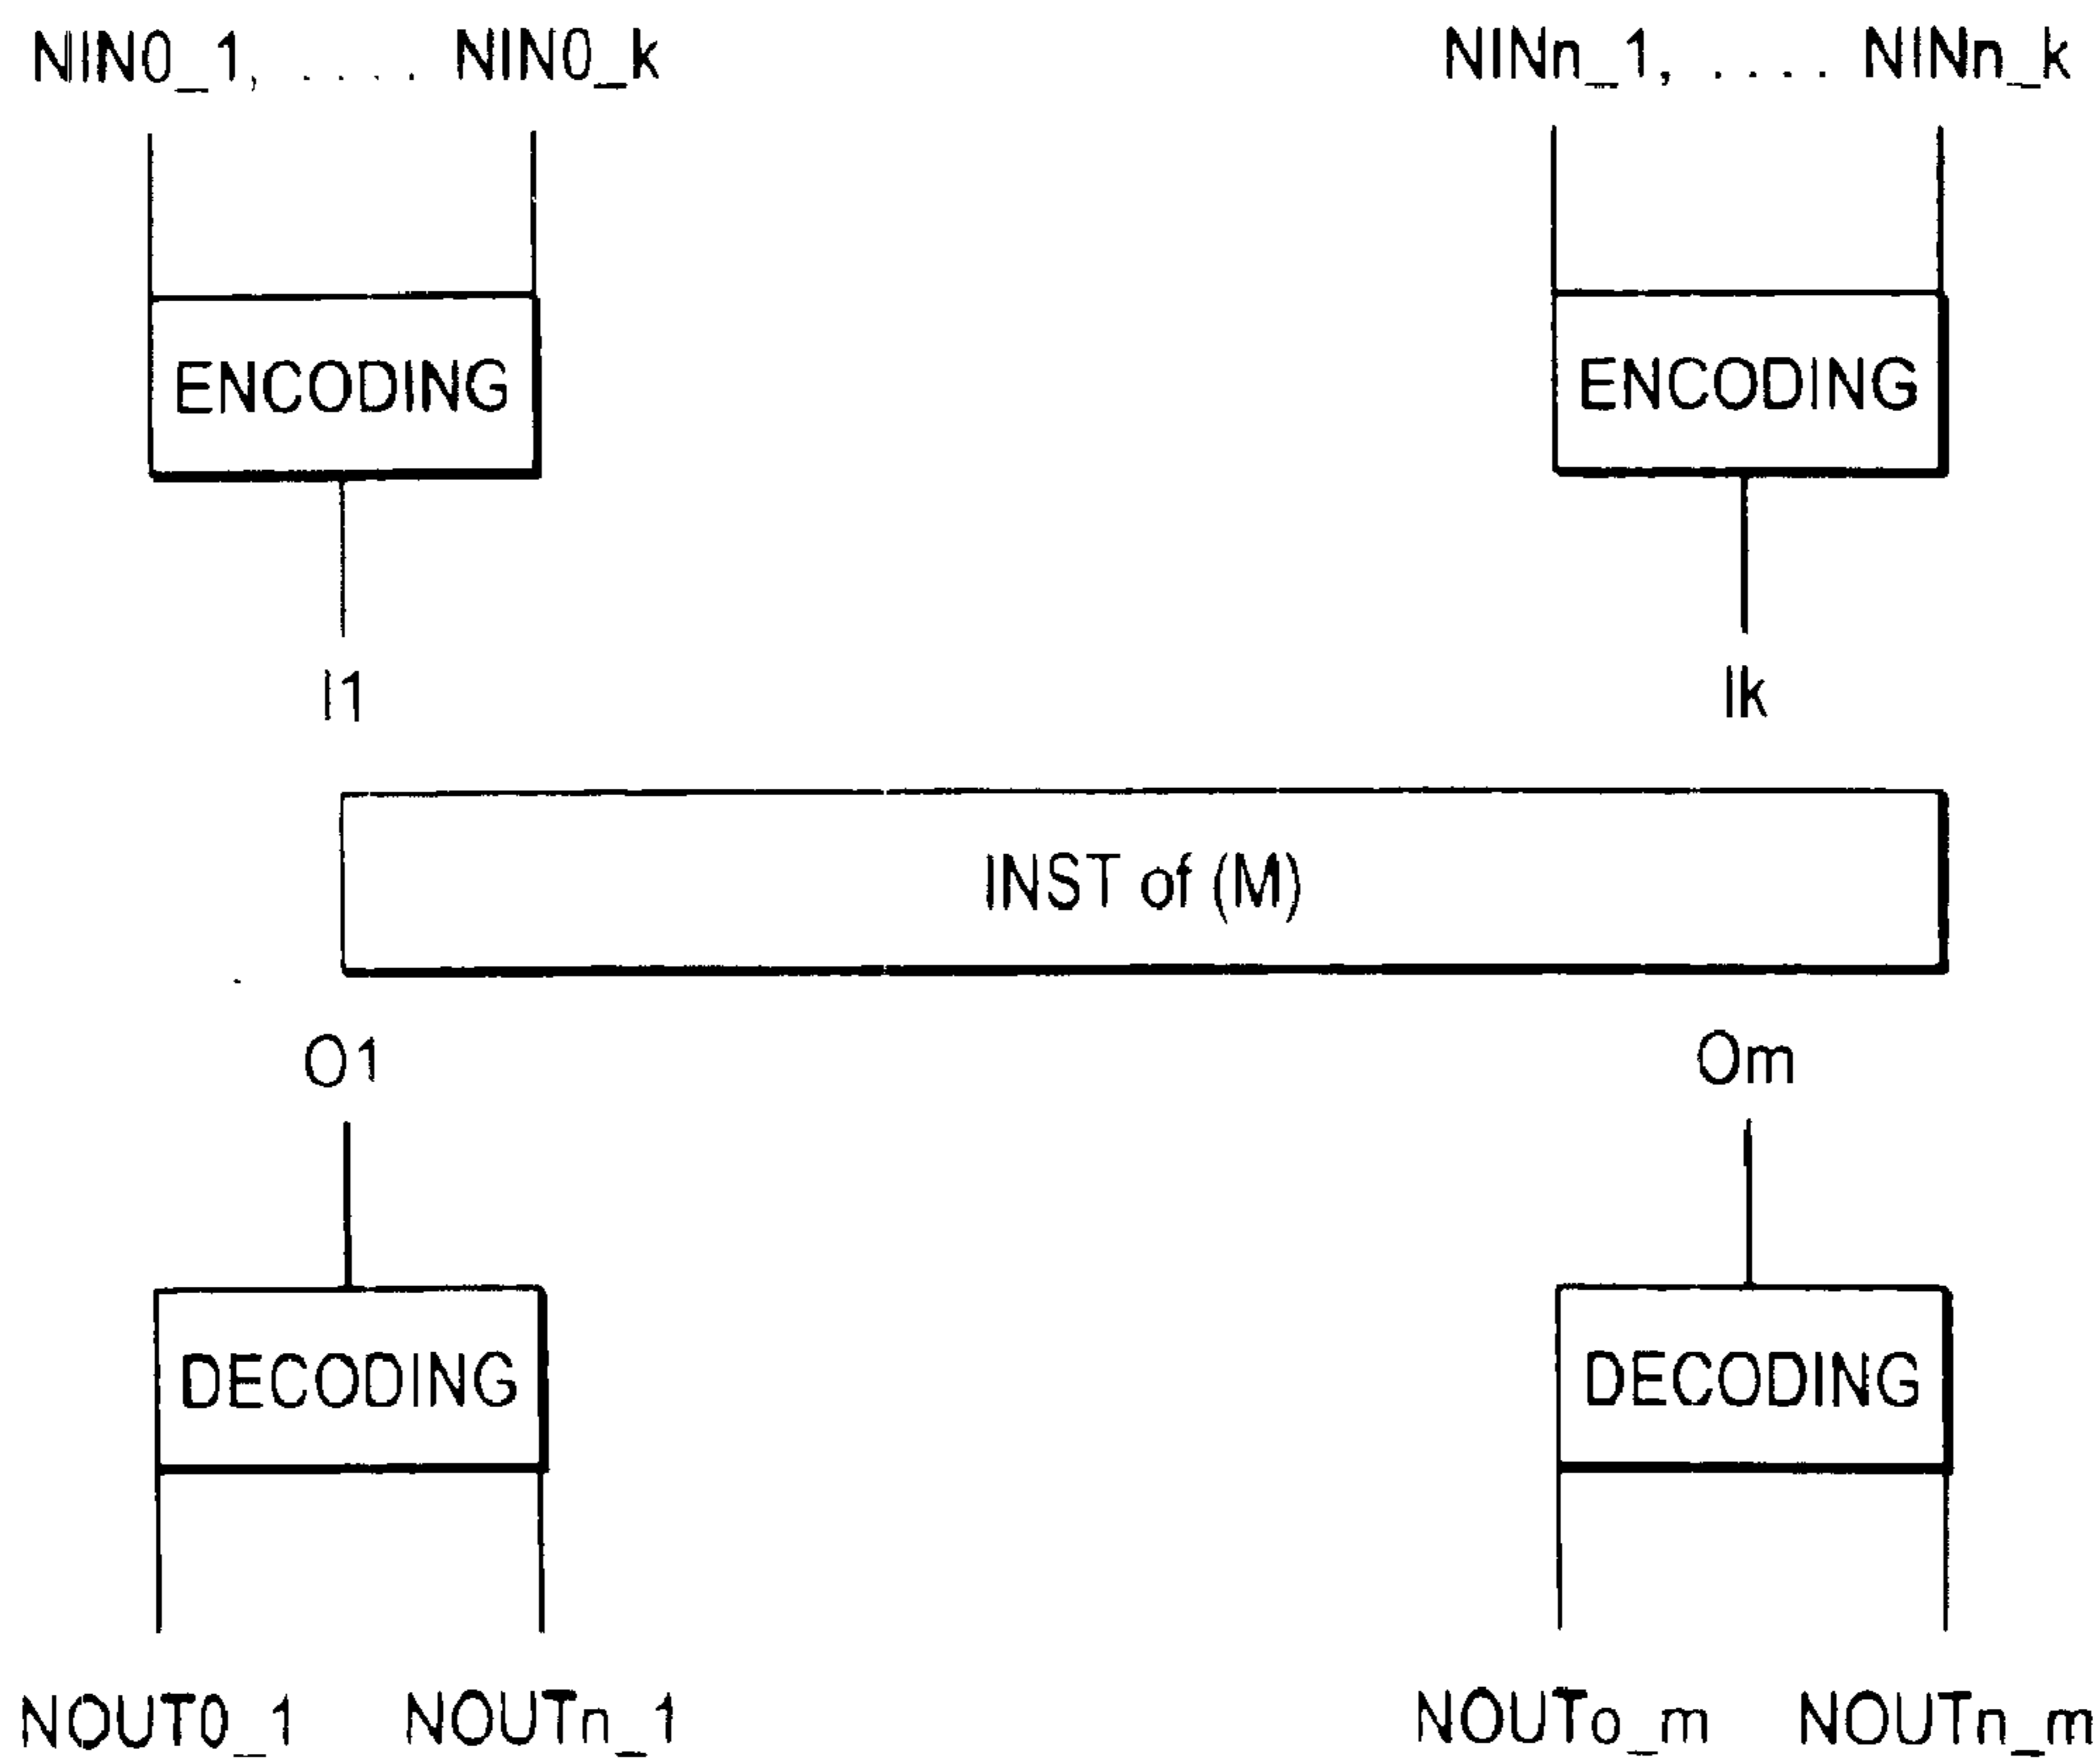 NIN0_1, .... NIN0_k NINn_1, .... NINn_k
ENCODING ENCODING
I1 Ik
INST of (M)
O1 Om
DECODING DECODING
NOUT0_1 NOUTn_1 NOUTo_m NOUTn_m